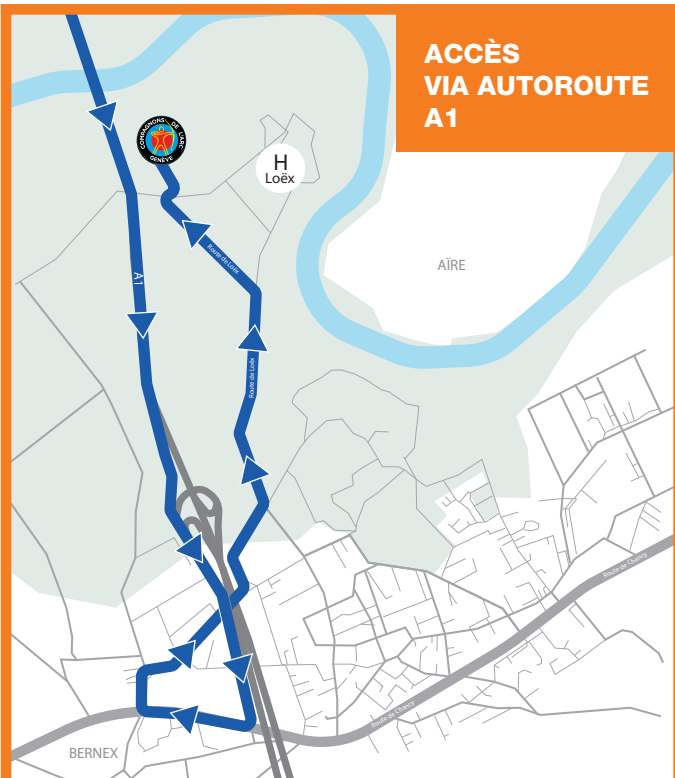 ACCÈS
VIA AUTOROUTE
A1
COMPAGNONS DE L'ARC
GENÈVE
H
Loëx
Route de Loëx
AÏRE
A1
Route de Loëx
Route de Chancy
Route de Chancy
BERNEX